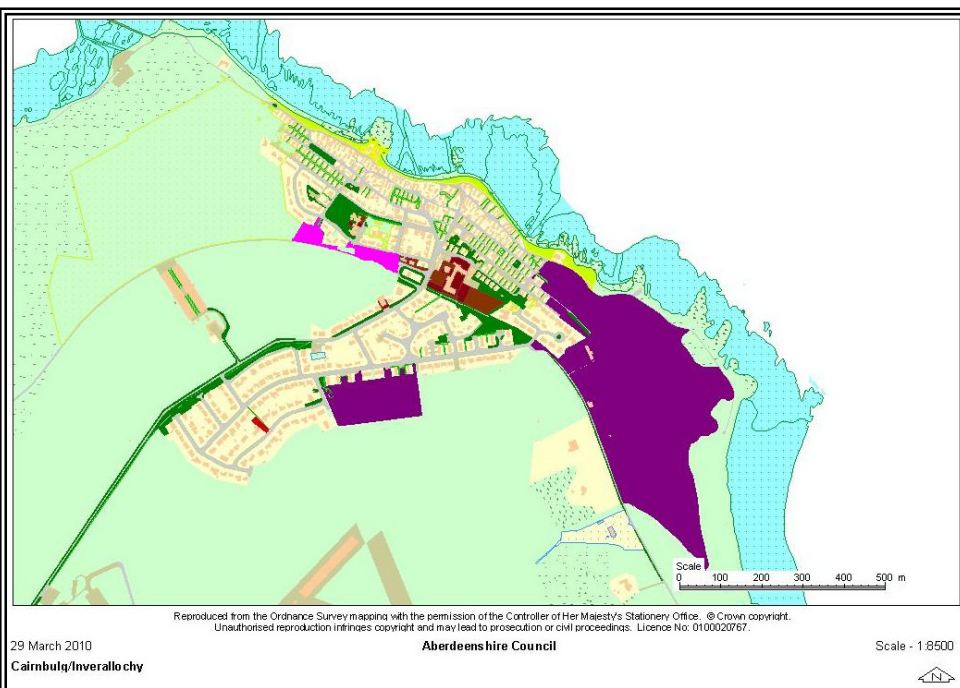 Scale
0 100 200 300 400 500 m
Reproduced from the Ordnance Survey mapping with the permission of the Controller of Her Majesty's Stationery Office. © Crown copyright.
Unauthorised reproduction infringes copyright and may lead to prosecution or civil proceedings. Licence No: 0100020767.
29 March 2010 Aberdeenshire Council Scale - 1:8500
Cairnbulg/Inverallochy
N